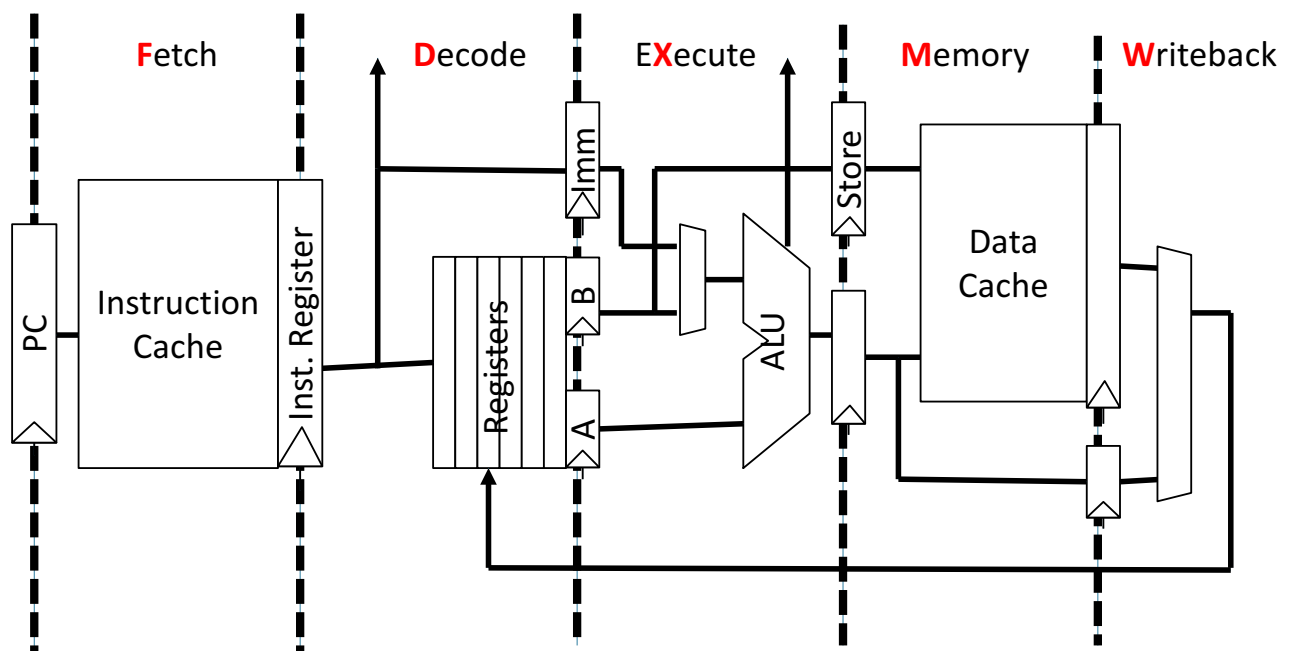 Fetch
Decode
EXecute
Memory
Writeback
PC
Instruction
Cache
Inst. Register
Registers
Imm
B
A
ALU
Store
Data
Cache